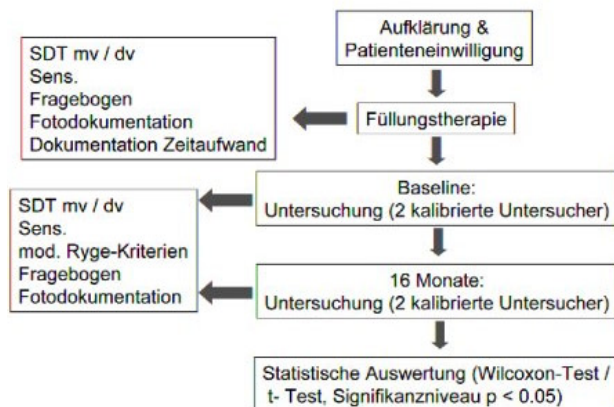 Aufklärung &
Patienteneinwilligung
SDT mv / dv
Sens.
Fragebogen
Fotodokumentation
Dokumentation Zeitaufwand
Füllungstherapie
Baseline:
Untersuchung (2 kalibrierte Untersucher)
SDT mv / dv
Sens.
mod. Ryge-Kriterien
Fragebogen
Fotodokumentation
16 Monate:
Untersuchung (2 kalibrierte Untersucher)
Statistische Auswertung (Wilcoxon-Test /
t- Test, Signifikanzniveau p < 0.05)